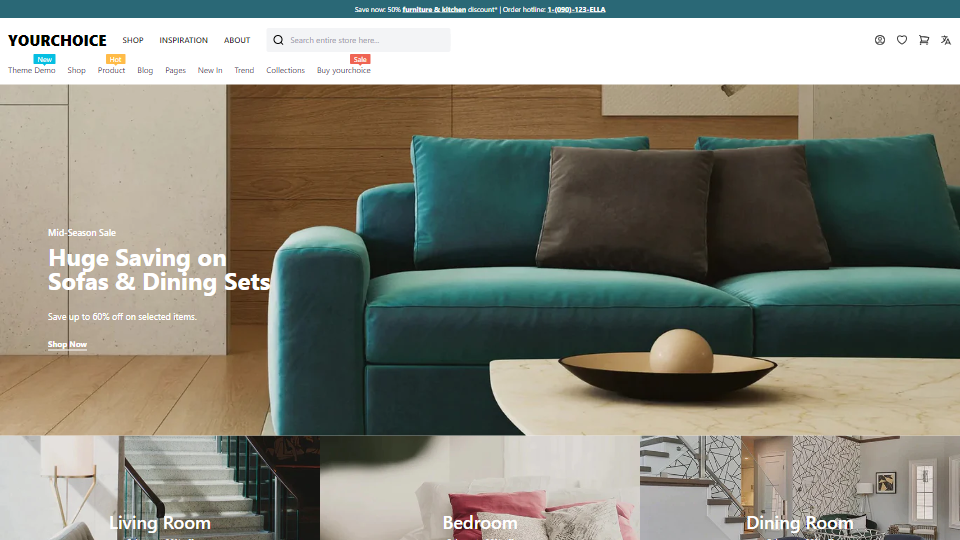 Save now: 50% furniture & kitchen discount* | Order hotline: 1-(090)-123-ELLA
YOURCHOICE SHOP INSPIRATION ABOUT Search entire store here...
New Hot Sale
Theme Demo Shop Product Blog Pages New In Trend Collections Buy yourchoice
Mid-Season Sale
Huge Saving on
Sofas & Dining Sets
Save up to 60% off on selected items.
Shop Now
Living Room Bedroom Dining Room